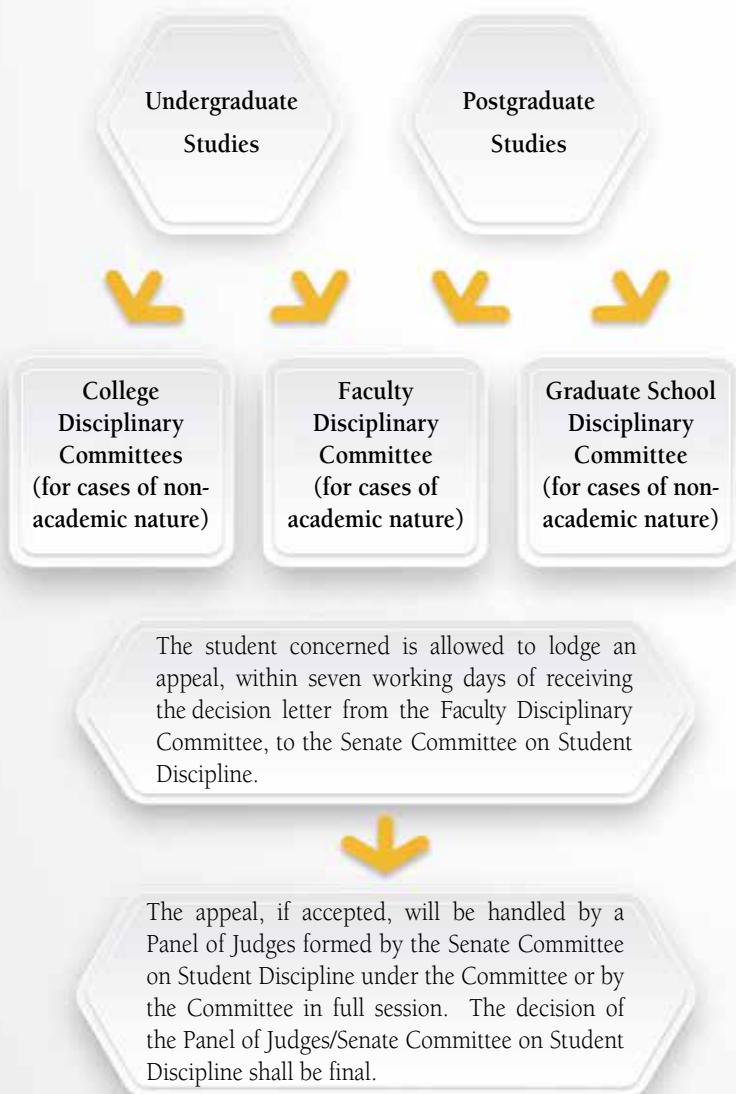 Undergraduate
Studies
Postgraduate
Studies
College
Disciplinary
Committees
(for cases of non-
academic nature)
Faculty
Disciplinary
Committee
(for cases of
academic nature)
Graduate School
Disciplinary
Committee
(for cases of non-
academic nature)
The student concerned is allowed to lodge an
appeal, within seven working days of receiving
the decision letter from the Faculty Disciplinary
Committee, to the Senate Committee on Student
Discipline.
The appeal, if accepted, will be handled by a
Panel of Judges formed by the Senate Committee
on Student Discipline under the Committee or by
the Committee in full session. The decision of
the Panel of Judges/Senate Committee on Student
Discipline shall be final.